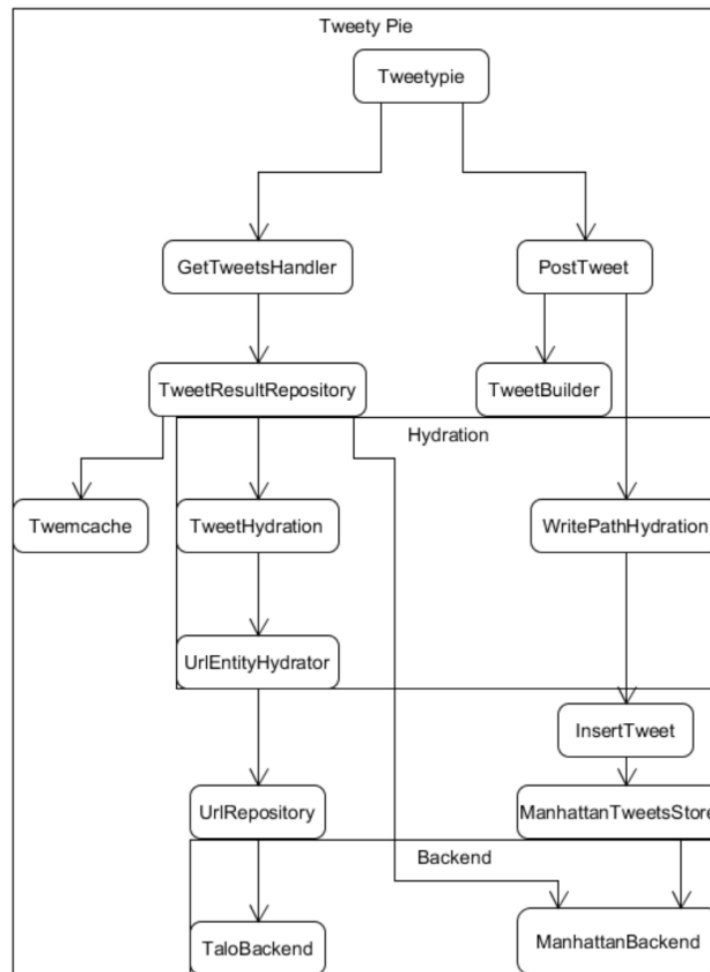 Tweety Pie
Tweetypie
GetTweetsHandler
PostTweet
TweetResultRepository
TweetBuilder
Hydration
Twemcache
TweetHydration
WritePathHydration
UrlEntityHydrator
InsertTweet
UrlRepository
ManhattanTweetsStore
Backend
TaloBackend
ManhattanBackend